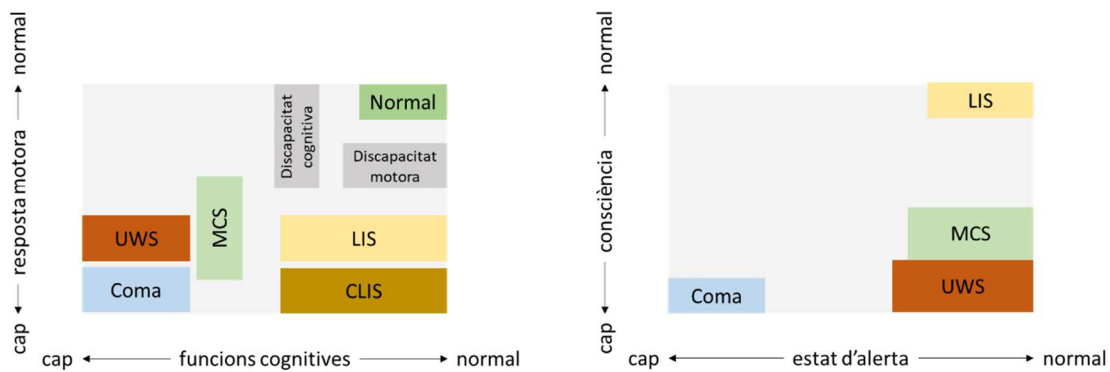 normal
resposta motora
cap
Discapacitat
cognitiva
Normal
Discapacitat
motora
MCS
UWS
LIS
Coma
CLIS
cap
funcions cognitives
normal
normal
consciència
cap
LIS
MCS
UWS
Coma
cap
estat d'alerta
normal